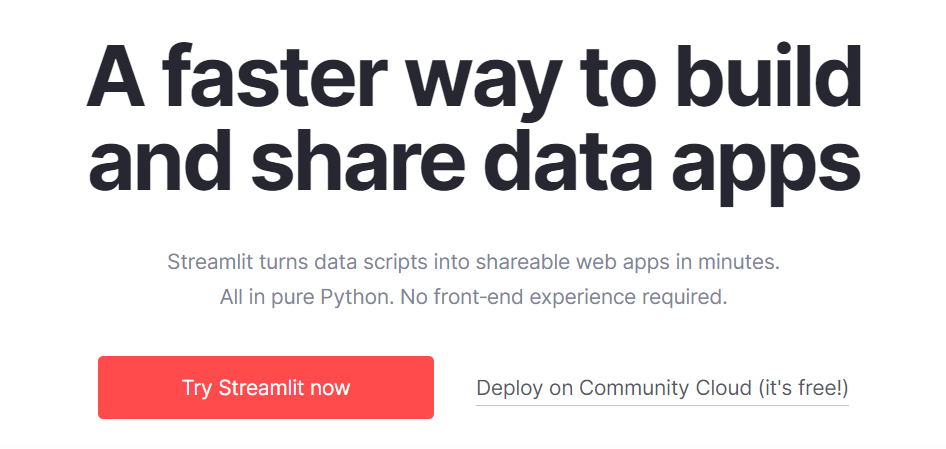 A faster way to build
and share data apps
Streamlit turns data scripts into shareable web apps in minutes.
All in pure Python. No front-end experience required.
Try Streamlit now
Deploy on Community Cloud (it's free!)